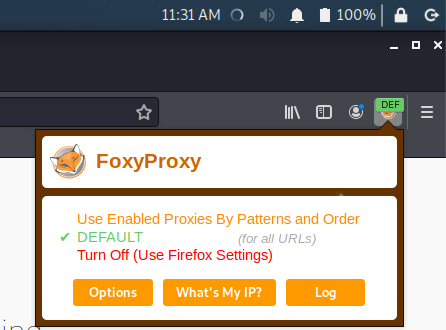 11:31 AM 100%
DEF
FoxyProxy
Use Enabled Proxies By Patterns and Order
✔ DEFAULT (for all URLs)
Turn Off (Use Firefox Settings)
Options What's My IP? Log